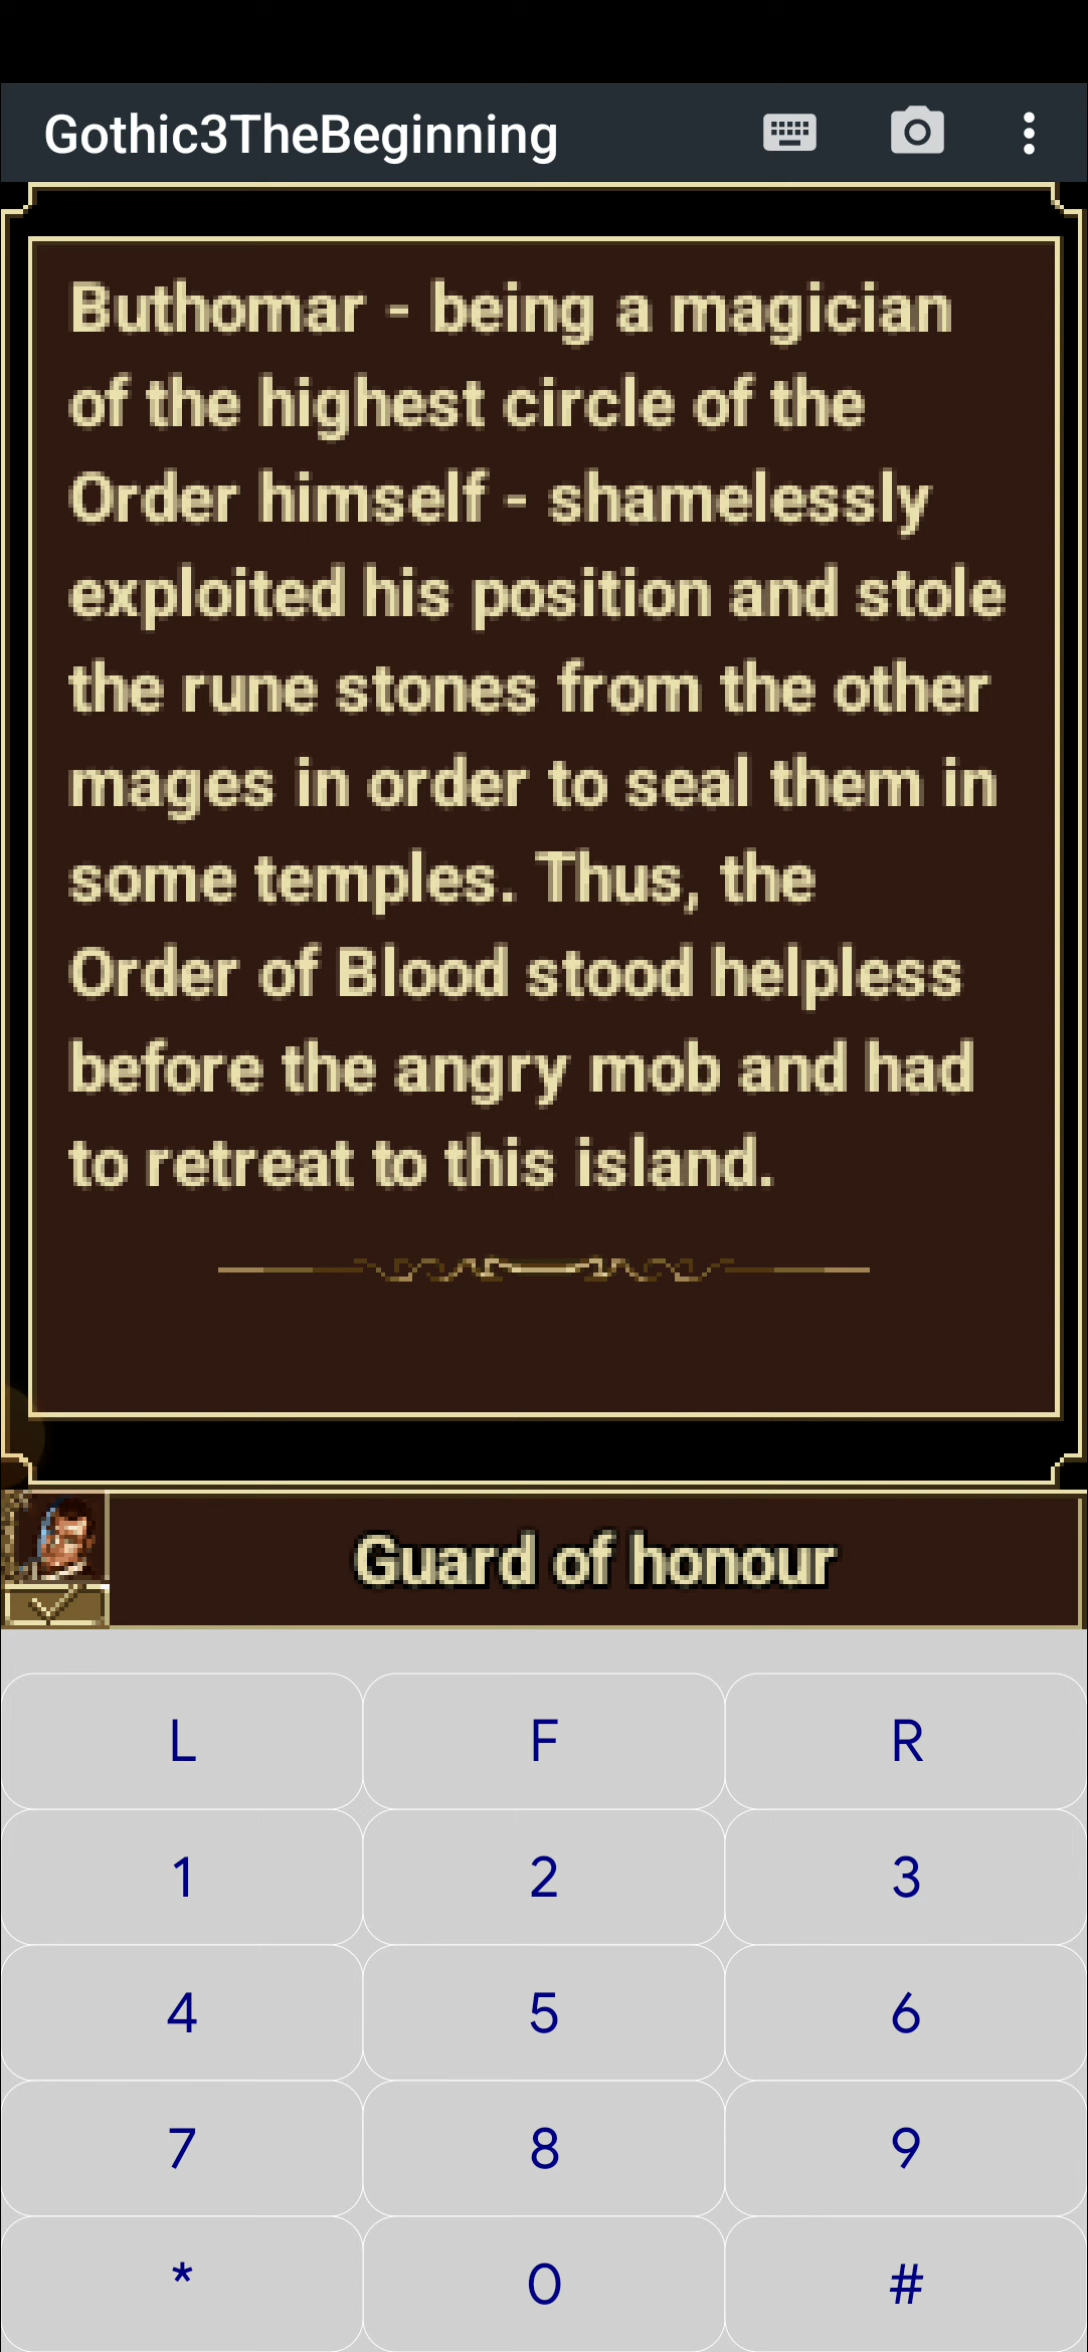 Gothic3TheBeginning
Buthomar - being a magician
of the highest circle of the
Order himself - shamelessly
exploited his position and stole
the rune stones from the other
mages in order to seal them in
some temples. Thus, the
Order of Blood stood helpless
before the angry mob and had
to retreat to this island.
Guard of honour
L F R
1 2 3
4 5 6
7 8 9
* 0 #